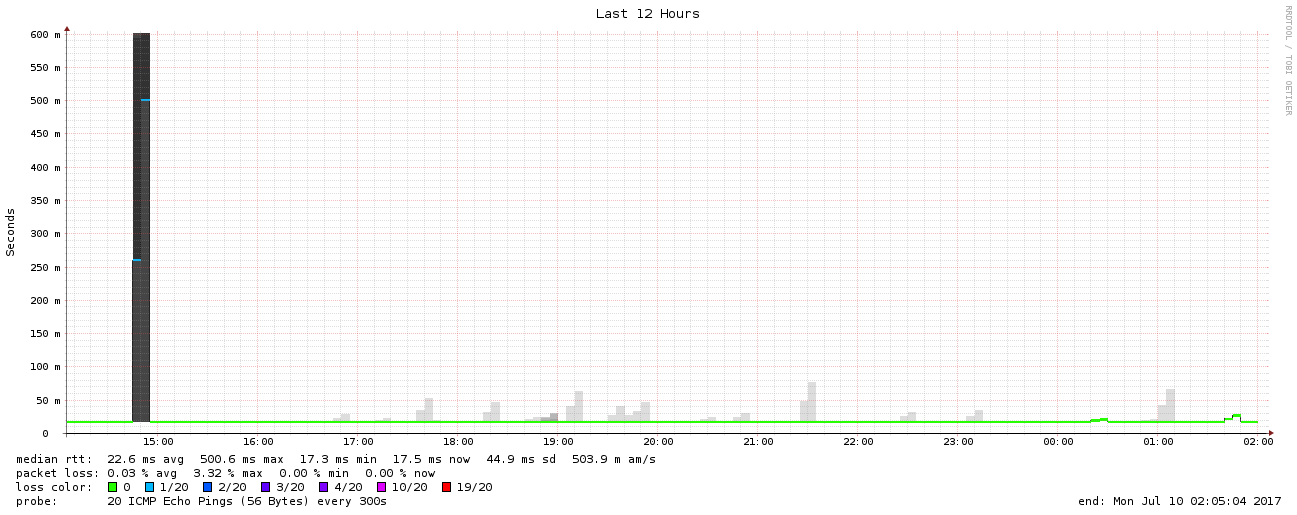 Last 12 Hours
RRDTOOL / TOBI OETIKER
Seconds
600 m
550 m
500 m
450 m
400 m
350 m
300 m
250 m
200 m
150 m
100 m
50 m
0
15:00 16:00 17:00 18:00 19:00 20:00 21:00 22:00 23:00 00:00 01:00 02:00
median rtt: 22.6 ms avg 500.6 ms max 17.3 ms min 17.5 ms now 44.9 ms sd 503.9 m am/s
packet loss: 0.03 % avg 3.32 % max 0.00 % min 0.00 % now
loss color: 0 1/20 2/20 3/20 4/20 10/20 19/20
probe: 20 ICMP Echo Pings (56 Bytes) every 300s end: Mon Jul 10 02:05:04 2017